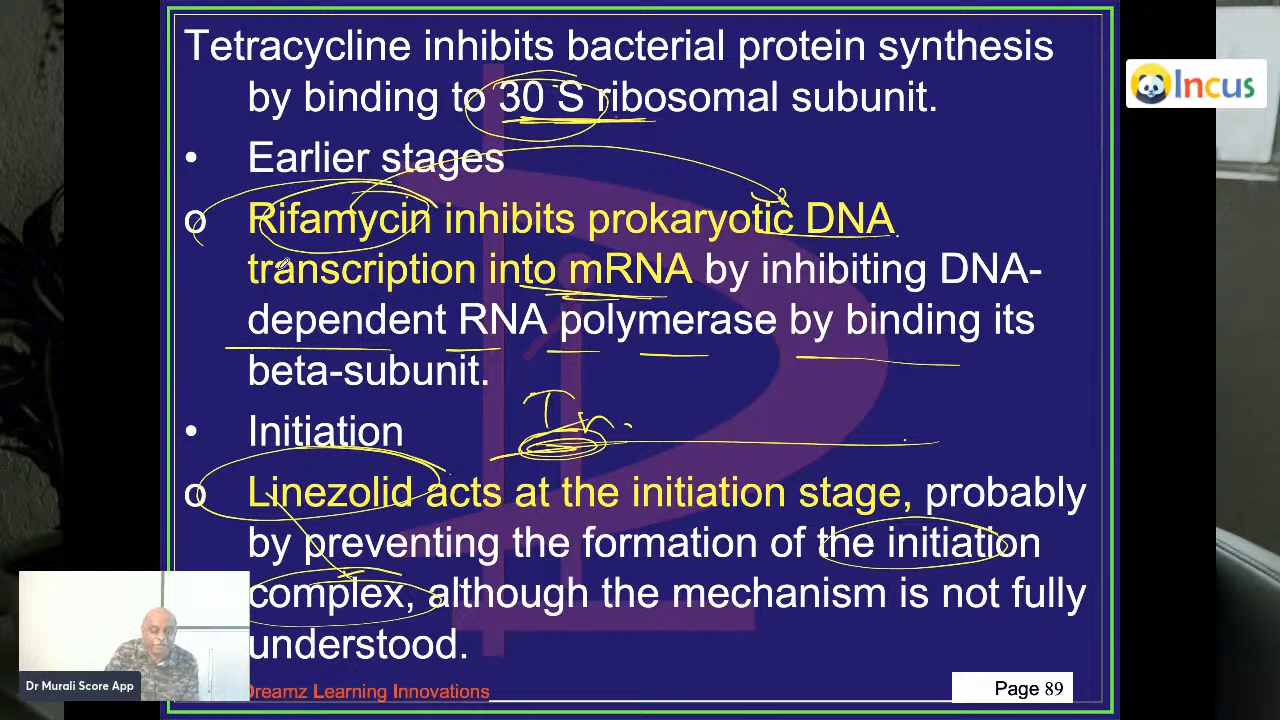 Tetracycline inhibits bacterial protein synthesis
by binding to 30 S ribosomal subunit.
• Earlier stages
o Rifamycin inhibits prokaryotic DNA
transcription into mRNA by inhibiting DNA-
dependent RNA polymerase by binding its
beta-subunit.
• Initiation
o Linezolid acts at the initiation stage, probably
by preventing the formation of the initiation
complex, although the mechanism is not fully
understood.
Dreamz Learning Innovations
Page 89
Incus
Dr Murali Score App